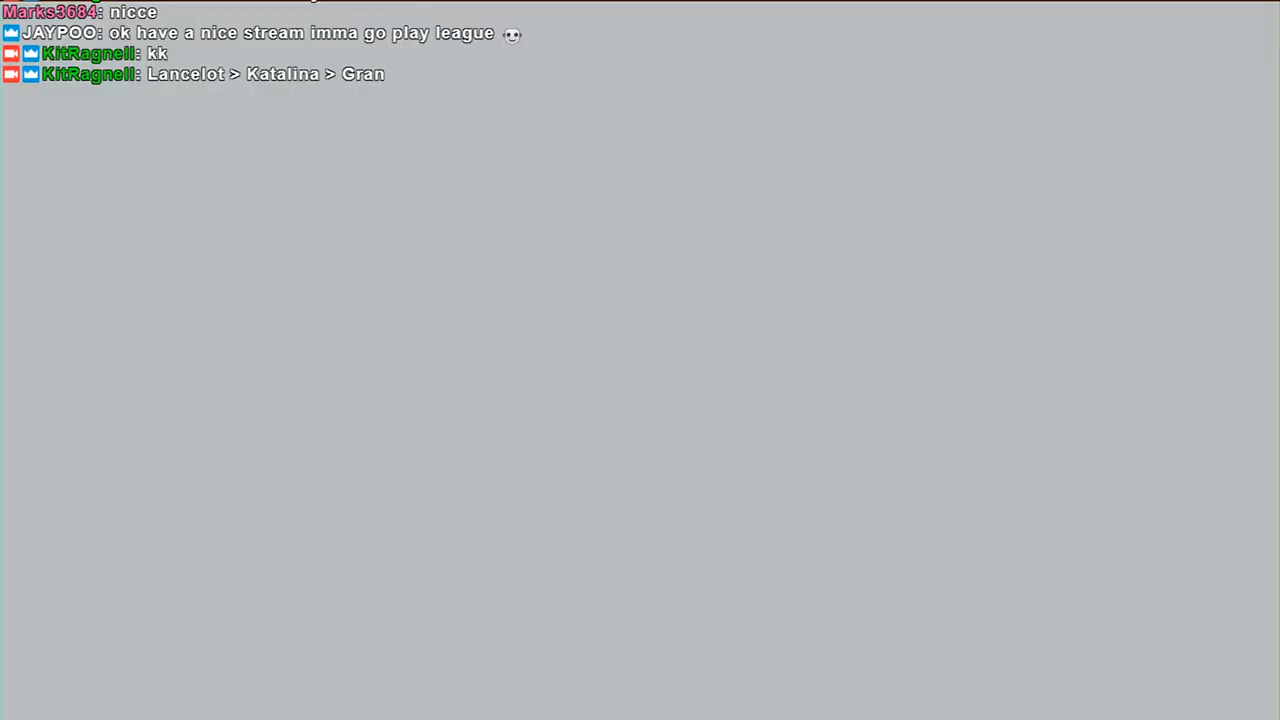 Marks3684: nicce
JAYPOO: ok have a nice stream imma go play league
KitRagnell: kk
KitRagnell: Lancelot > Katalina > Gran